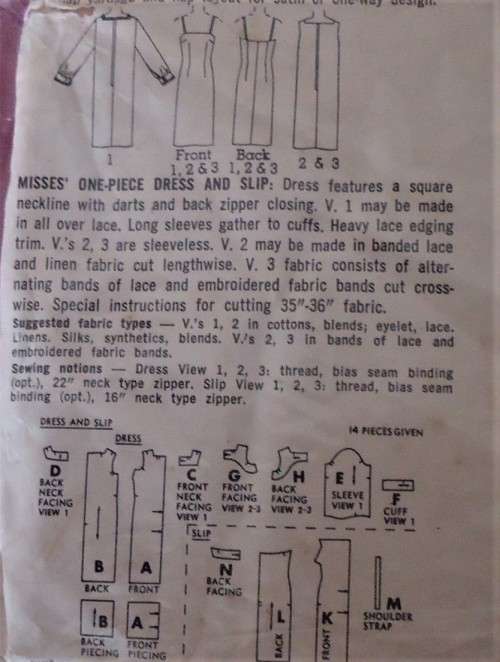 nap layout for satin or one-way design.
1
Front
1, 2 & 3
Back
1, 2 & 3
2 & 3
MISSES' ONE-PIECE DRESS AND SLIP: Dress features a square
neckline with darts and back zipper closing. V. 1 may be made
in all over lace. Long sleeves gather to cuffs. Heavy lace edging
trim. V.'s 2, 3 are sleeveless. V. 2 may be made in banded lace
and linen fabric cut lengthwise. V. 3 fabric consists of alter-
nating bands of lace and embroidered fabric bands cut cross-
wise. Special instructions for cutting 35"-36" fabric.
Suggested fabric types — V.'s 1, 2 in cottons, blends; eyelet, lace.
Linens. Silks, synthetics, blends. V.'s 2, 3 in bands of lace and
embroidered fabric bands.
Sewing notions — Dress View 1, 2, 3: thread, bias seam binding
(opt.), 22" neck type zipper. Slip View 1, 2, 3: thread, bias seam
binding (opt.), 16" neck type zipper.
DRESS AND SLIP
14 PIECES GIVEN
DRESS
D
BACK
NECK
FACING
VIEW 1
B
BACK
A
FRONT
C
FRONT
NECK
FACING
VIEW 1
G
FRONT
FACING
VIEW 2-3
H
BACK
FACING
VIEW 2-3
E
SLEEVE
VIEW 1
F
CUFF
VIEW 1
B
BACK
PIECING
A
FRONT
PIECING
SLIP
N
BACK
FACING
L
BACK
K
FRONT
M
SHOULDER
STRAP